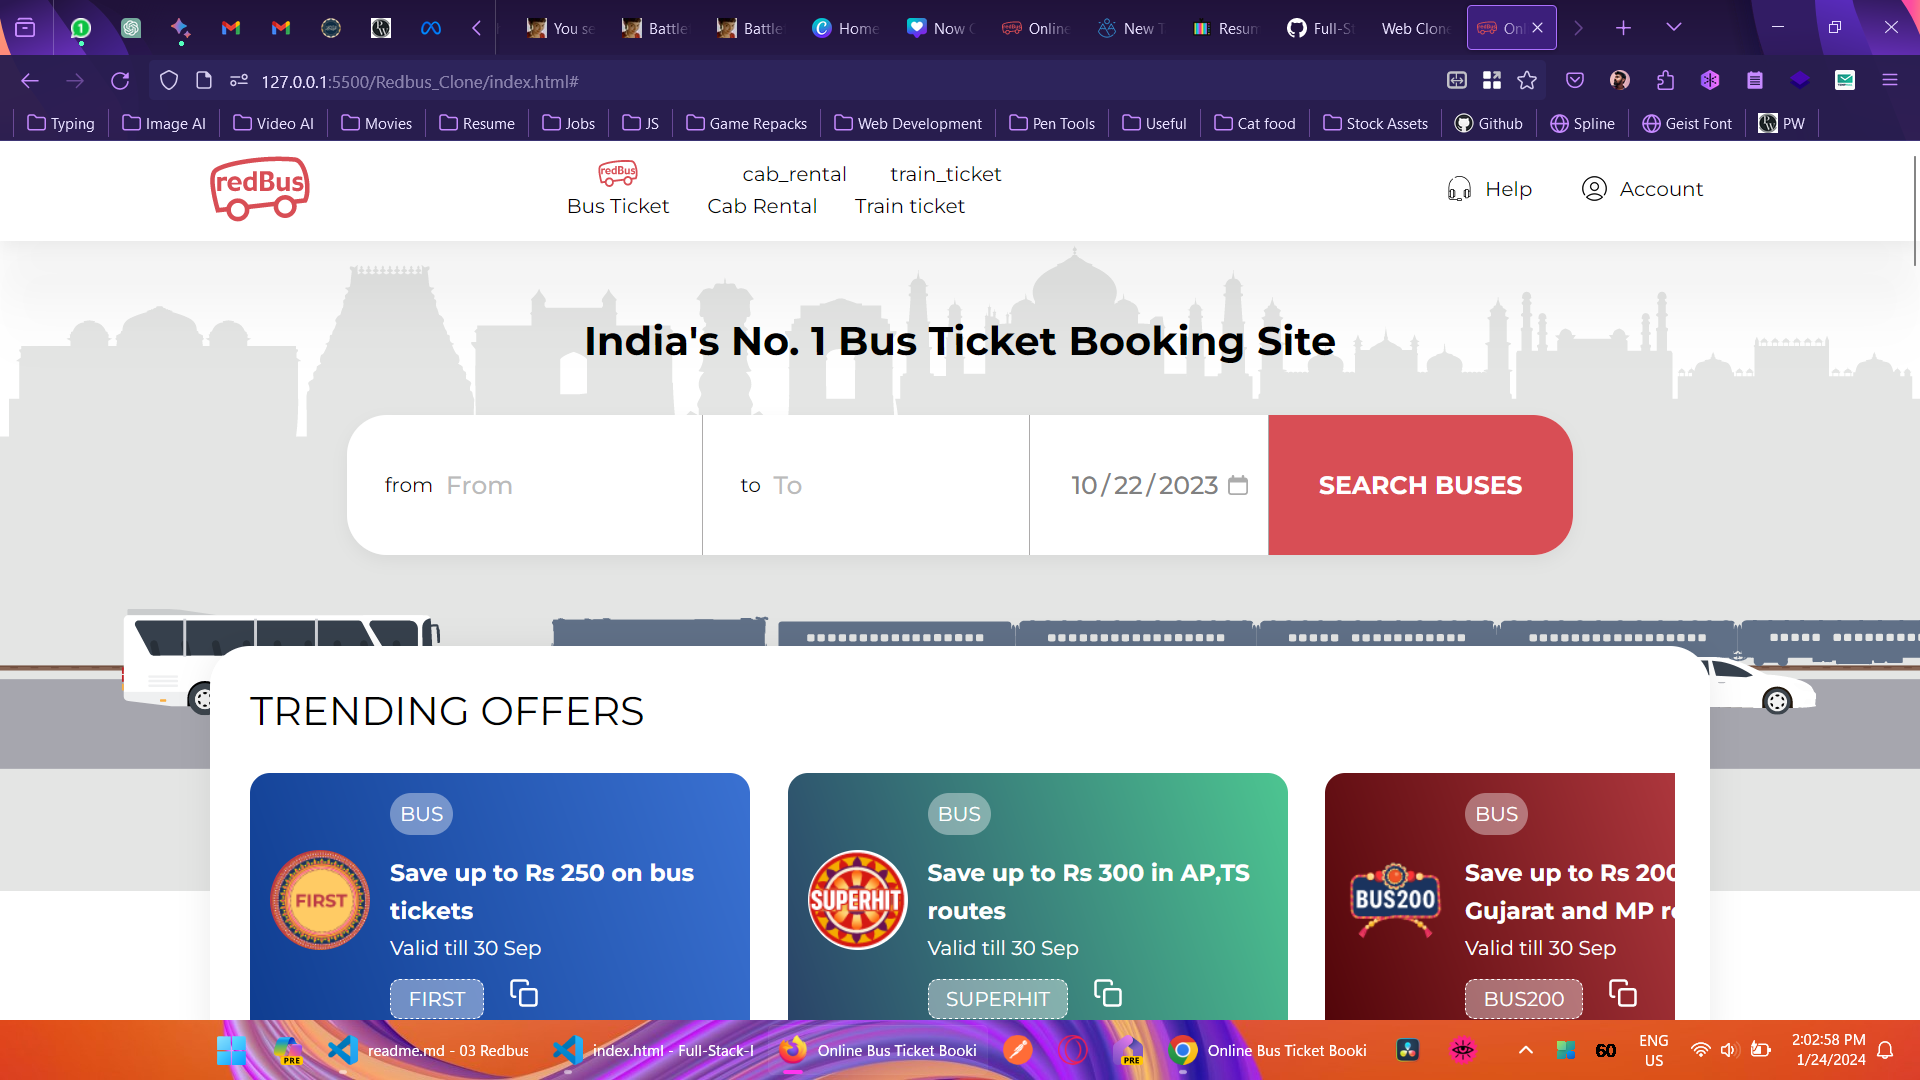 1
You se
Battle
Battle
Home
Now
Online
New T
Resum
Full-S
Web Clone
Onl
127.0.0.1:5500/Redbus_Clone/index.html#
Typing
Image AI
Video AI
Movies
Resume
Jobs
JS
Game Repacks
Web Development
Pen Tools
Useful
Cat food
Stock Assets
Github
Spline
Geist Font
PW
redBus
redBus
cab_rental
train_ticket
Bus Ticket
Cab Rental
Train ticket
Help
Account
India's No. 1 Bus Ticket Booking Site
from From
to To
10/22/2023
SEARCH BUSES
TRENDING OFFERS
BUS
FIRST
Save up to Rs 250 on bus
tickets
Valid till 30 Sep
FIRST
BUS
SUPERHIT
Save up to Rs 300 in AP,TS
routes
Valid till 30 Sep
SUPERHIT
BUS
BUS200
Save up to Rs 200
Gujarat and MP r
Valid till 30 Sep
BUS200
PRE
readme.md - 03 Redbus
index.html - Full-Stack-I
Online Bus Ticket Booki
PRE
Online Bus Ticket Booki
60
ENG
US
2:02:58 PM
1/24/2024